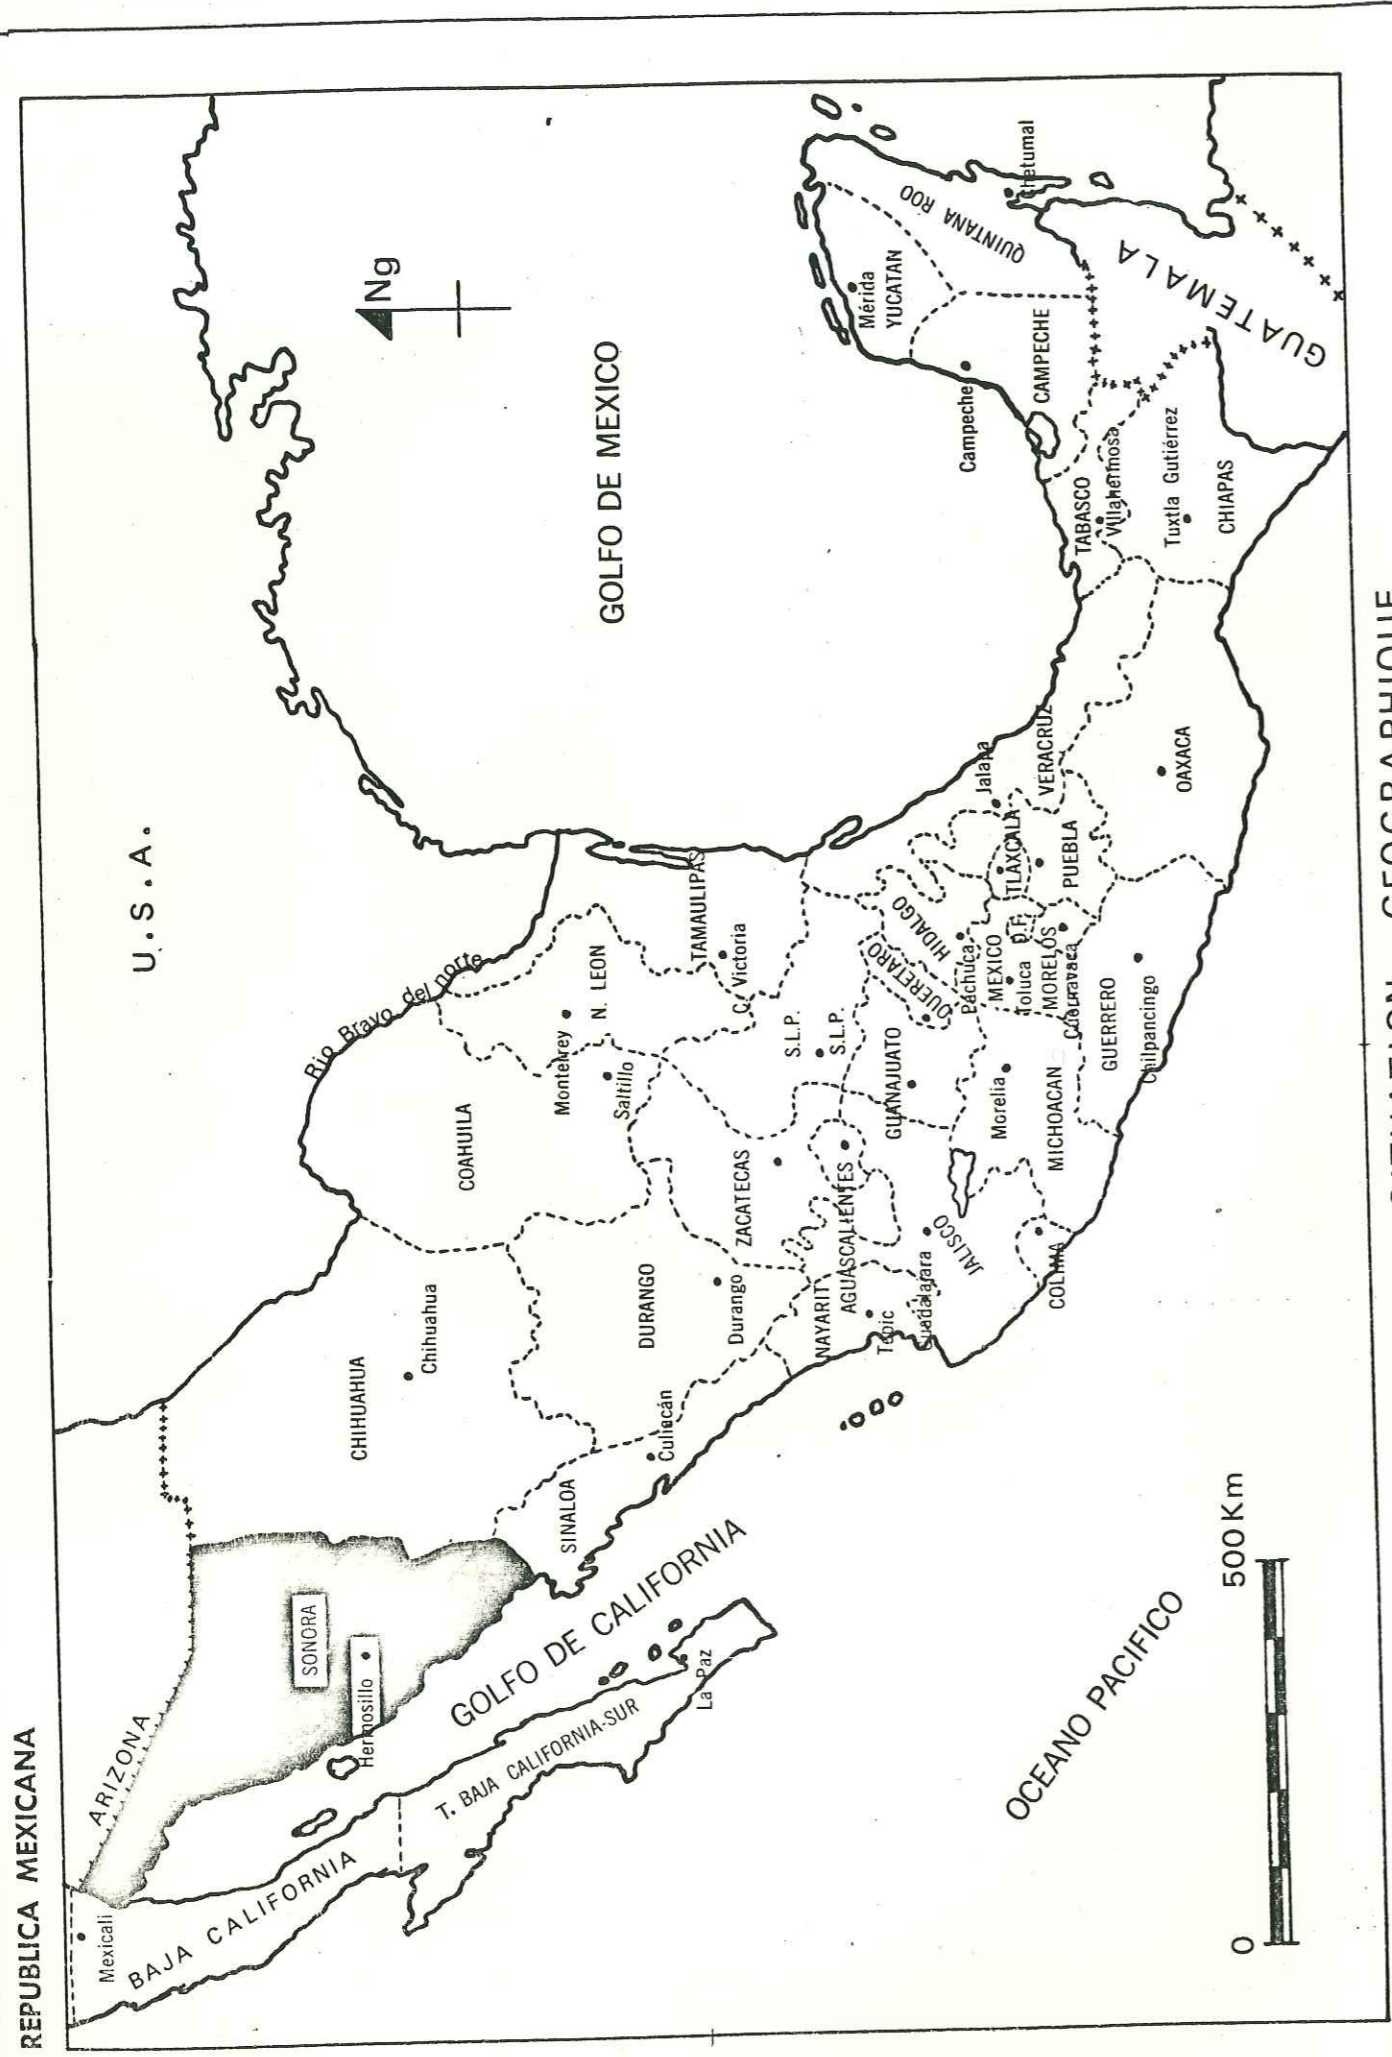 REPUBLICA MEXICANA
U.S.A.
ARIZONA
Mexicali
BAJA CALIFORNIA
T. BAJA CALIFORNIA-SUR
La Paz
SONORA
Hermosillo
GOLFO DE CALIFORNIA
CHIHUAHUA
Chihuahua
SINALOA
Culiacán
DURANGO
Durango
COAHUILA
Saltillo
Rio Bravo del norte
N. LEON
Monterrey
TAMAULIPAS
C. Victoria
ZACATECAS
S.L.P.
S.L.P.
NAYARIT
Tepic
AGUASCALIENTES
JALISCO
Guadalajara
COLIMA
GUANAJUATO
QUERETARO
HIDALGO
Pachuca
MEXICO
Toluca
D.F.
MORELOS
Cuernavaca
TLAXCALA
PUEBLA
MICHOACAN
Morelia
GUERRERO
Chilpancingo
VERACRUZ
Jalapa
OAXACA
TABASCO
Villahermosa
Tuxtla Gutiérrez
CHIAPAS
CAMPECHE
Campeche
Mérida
YUCATAN
QUINTANA ROO
Chetumal
GUATEMALA
GOLFO DE MEXICO
Ng
OCEANO PACIFICO
0
500 Km